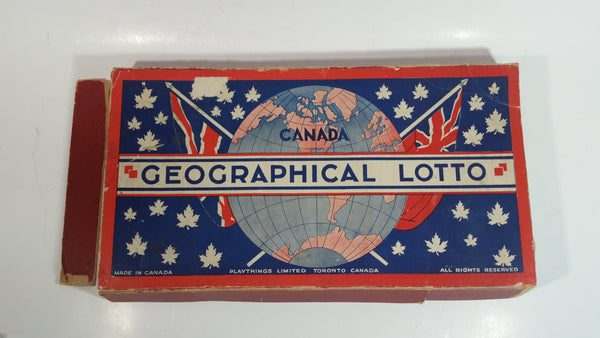 CANADA
GEOGRAPHICAL LOTTO
MADE IN CANADA PLAYTHINGS LIMITED TORONTO CANADA ALL RIGHTS RESERVED